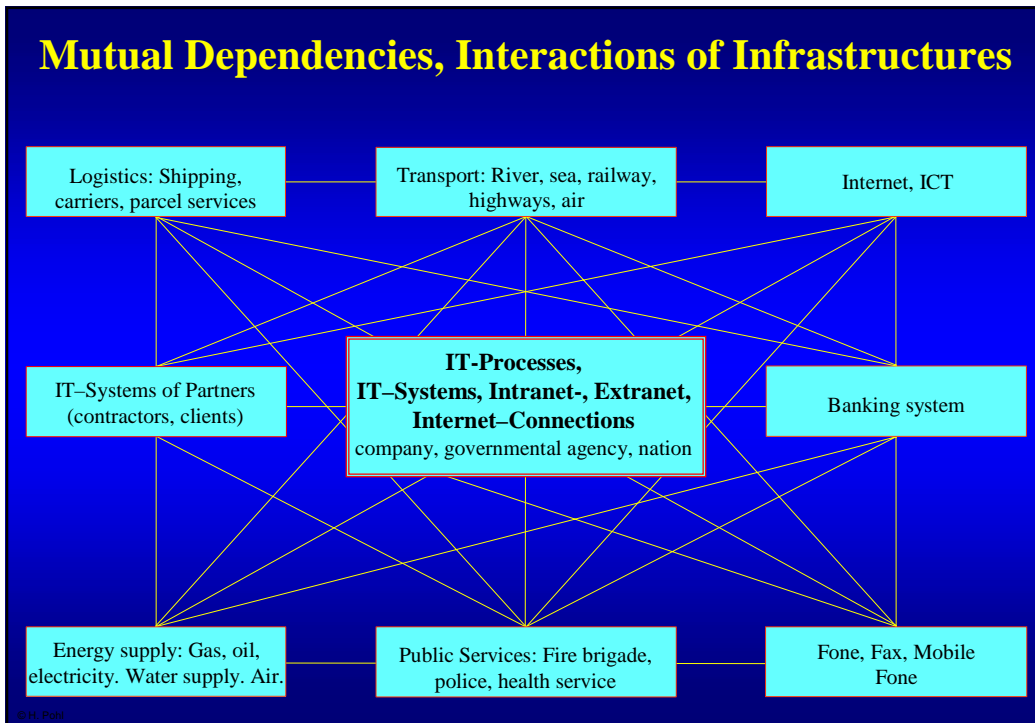 Mutual Dependencies, Interactions of Infrastructures
Logistics: Shipping,
carriers, parcel services
Transport: River, sea, railway,
highways, air
Internet, ICT
IT–Systems of Partners
(contractors, clients)
IT-Processes,
IT–Systems, Intranet-, Extranet,
Internet–Connections
company, governmental agency, nation
Banking system
Energy supply: Gas, oil,
electricity. Water supply. Air.
Public Services: Fire brigade,
police, health service
Fone, Fax, Mobile
Fone